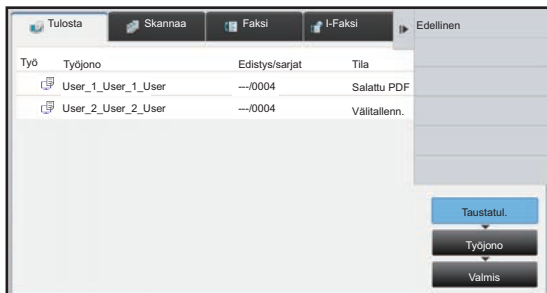 Tulosta Skannaa Faksi I-Faksi Edellinen
Työ Työjono Edistys/sarjat Tila
User_1_User_1_User ---/0004 Salattu PDF
User_2_User_2_User ---/0004 Välitallenn.
Taustatul.
Työjono
Valmis